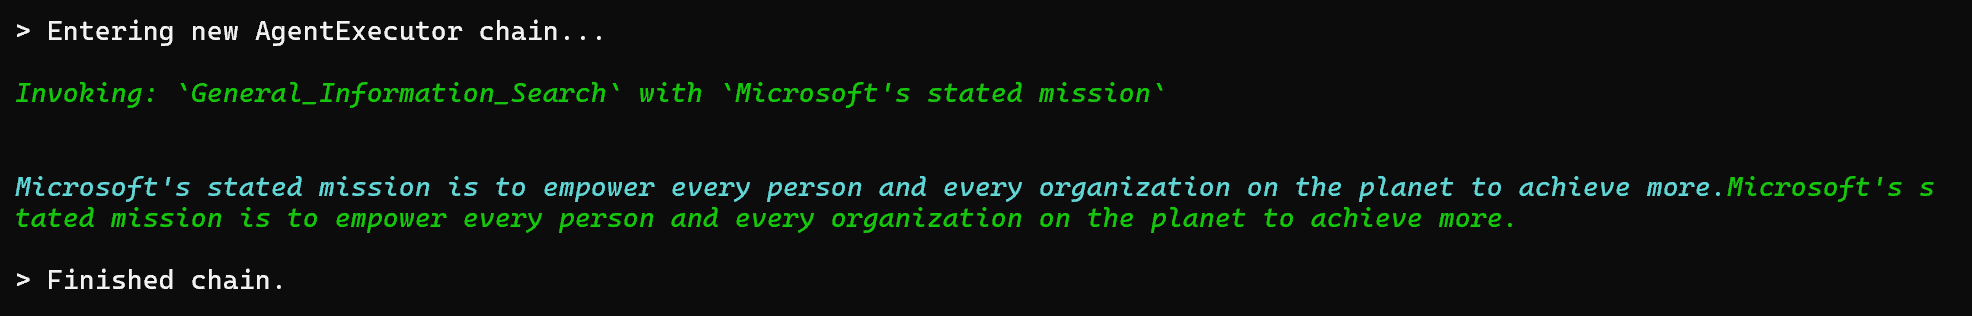 > Entering new AgentExecutor chain...
Invoking: `General_Information_Search` with `Microsoft's stated mission`
Microsoft's stated mission is to empower every person and every organization on the planet to achieve more.Microsoft's s
tated mission is to empower every person and every organization on the planet to achieve more.
> Finished chain.